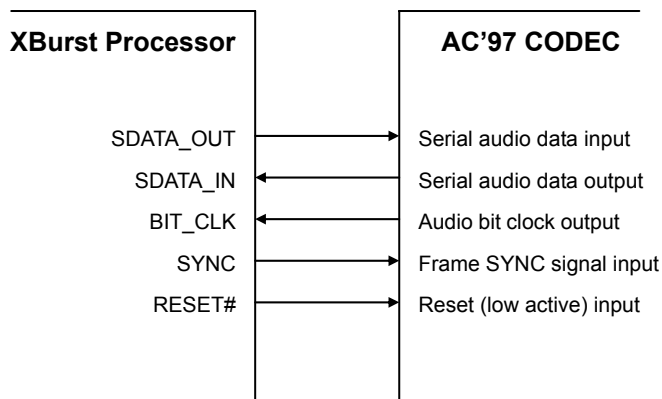 XBurst Processor AC’97 CODEC
SDATA_OUT Serial audio data input
SDATA_IN Serial audio data output
BIT_CLK Audio bit clock output
SYNC Frame SYNC signal input
RESET# Reset (low active) input